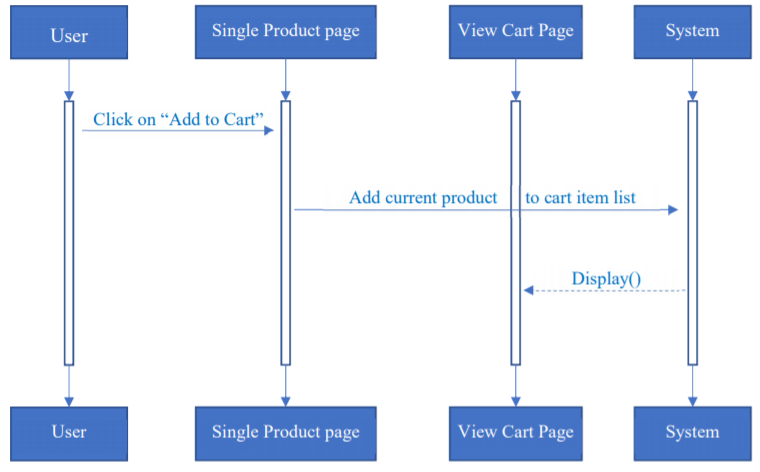 User
Single Product page
View Cart Page
System
Click on “Add to Cart”
Add current product to cart item list
Display()
User
Single Product page
View Cart Page
System